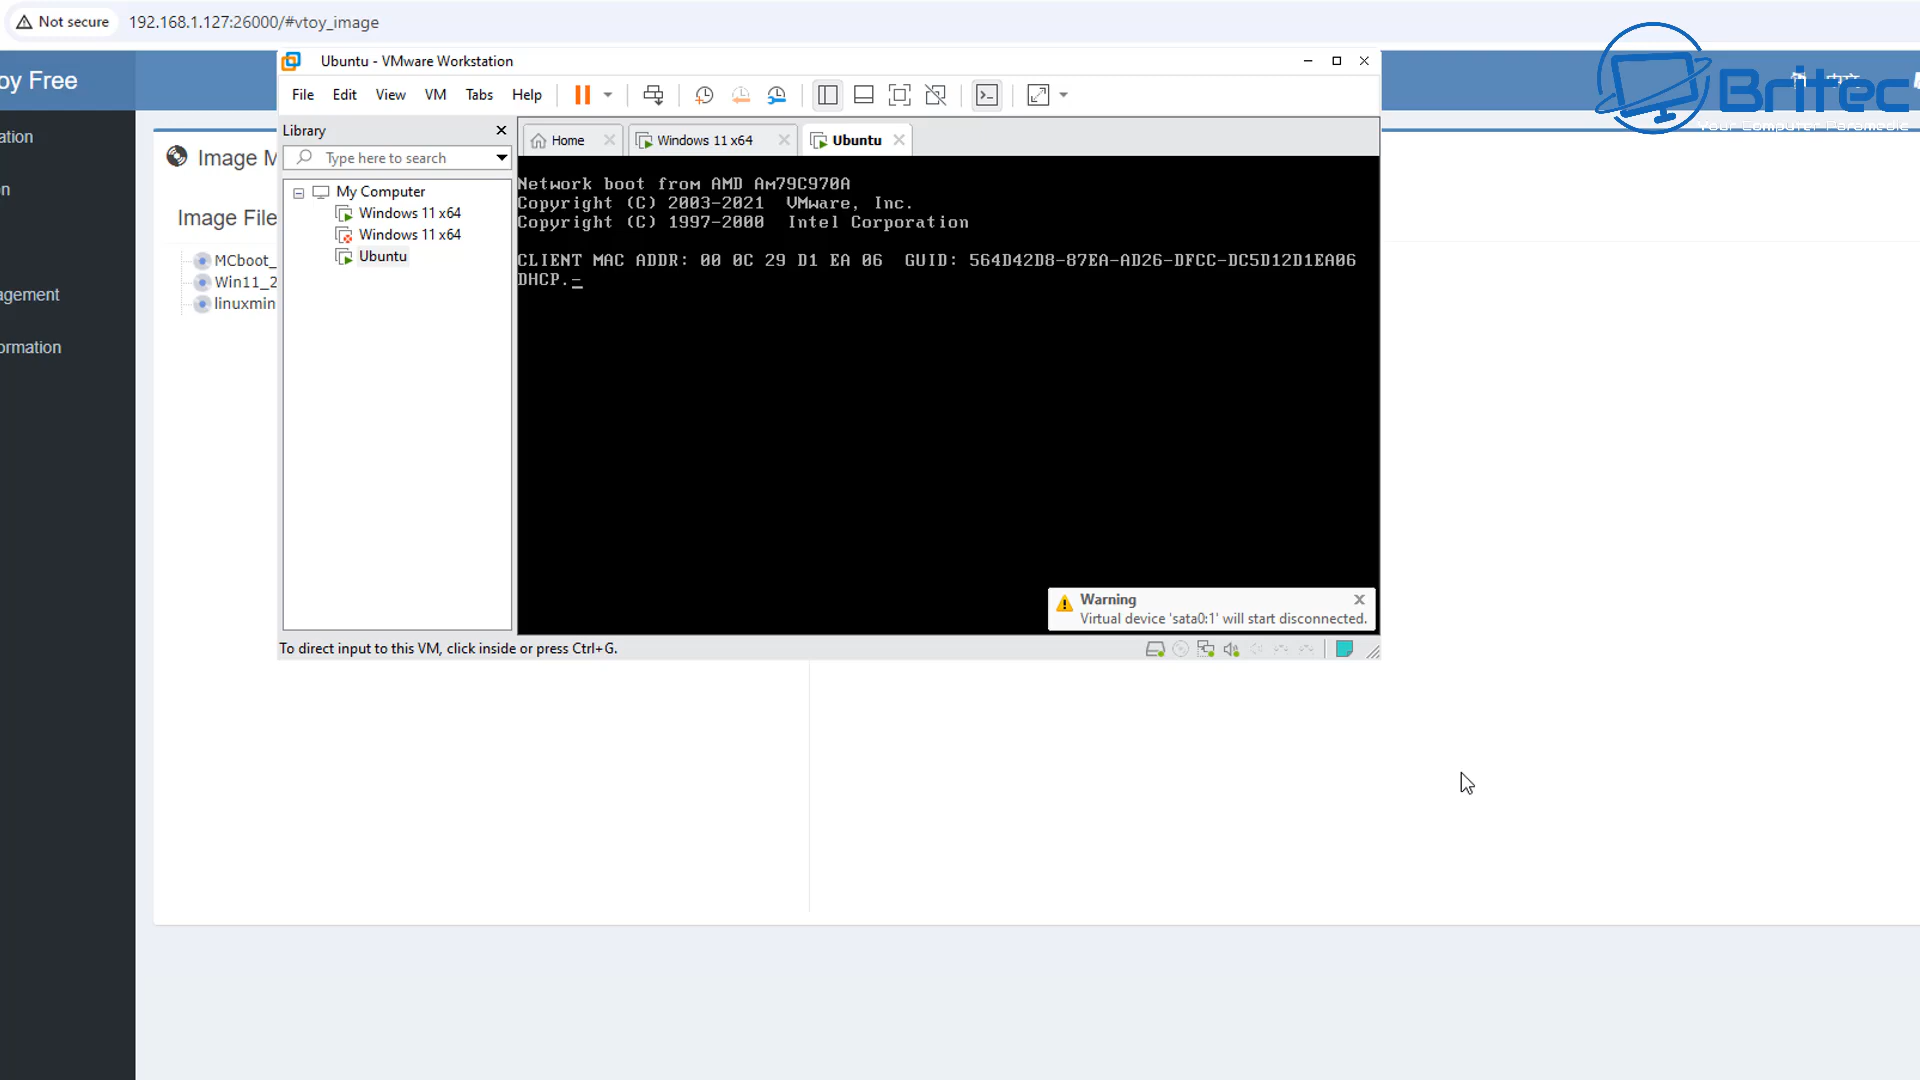 Not secure
192.168.1.127:26000/#vtoy_image
oy Free
ation
n
agement
ormation
Image M
Image File
MCboot_
Win11_2
linuxmin
Ubuntu - VMware Workstation
File Edit View VM Tabs Help
Library
Type here to search
My Computer
Windows 11 x64
Windows 11 x64
Ubuntu
Home
Windows 11 x64
Ubuntu
Network boot from AMD Am79C970A
Copyright (C) 2003-2021 VMware, Inc.
Copyright (C) 1997-2000 Intel Corporation
CLIENT MAC ADDR: 00 0C 29 D1 EA 06 GUID: 564D42D8-87EA-AD26-DFCC-DC5D12D1EA06
DHCP.-
Warning
Virtual device 'sata0:1' will start disconnected.
To direct input to this VM, click inside or press Ctrl+G.
Britec
Your Computer Paramedic